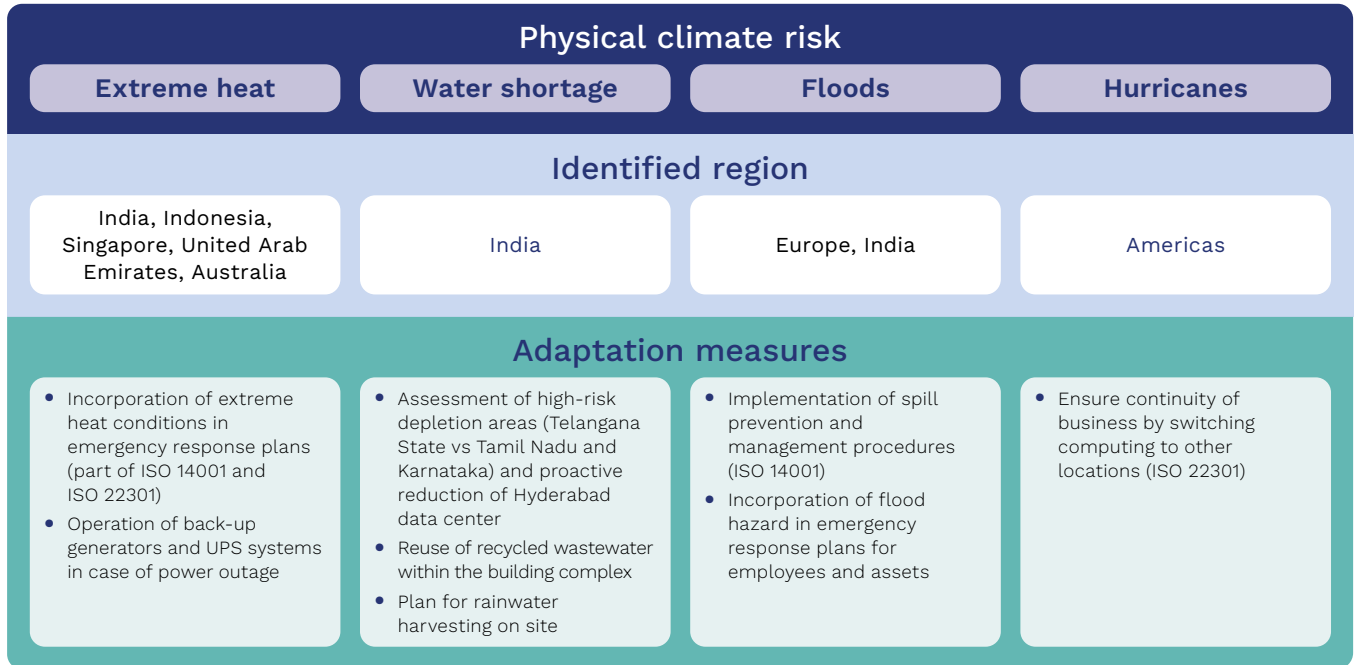 Physical climate risk
Extreme heat
Water shortage
Floods
Hurricanes
Identified region
India, Indonesia,
Singapore, United Arab
Emirates, Australia
India
Europe, India
Americas
Adaptation measures
• Incorporation of extreme
heat conditions in
emergency response plans
(part of ISO 14001 and
ISO 22301)
• Operation of back-up
generators and UPS systems
in case of power outage
• Assessment of high-risk
depletion areas (Telangana
State vs Tamil Nadu and
Karnataka) and proactive
reduction of Hyderabad
data center
• Reuse of recycled wastewater
within the building complex
• Plan for rainwater
harvesting on site
• Implementation of spill
prevention and
management procedures
(ISO 14001)
• Incorporation of flood
hazard in emergency
response plans for
employees and assets
• Ensure continuity of
business by switching
computing to other
locations (ISO 22301)